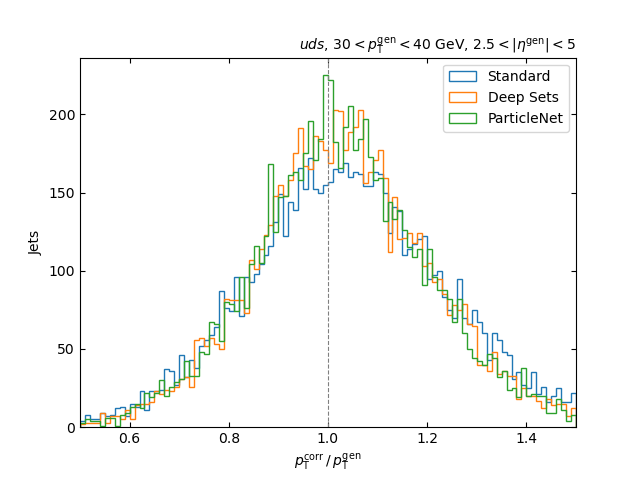 uds, 30 < p_T^gen < 40 GeV, 2.5 < |η^gen| < 5
Standard
Deep Sets
ParticleNet
200
150
100
50
0
Jets
0.6 0.8 1.0 1.2 1.4
p_T^corr / p_T^gen